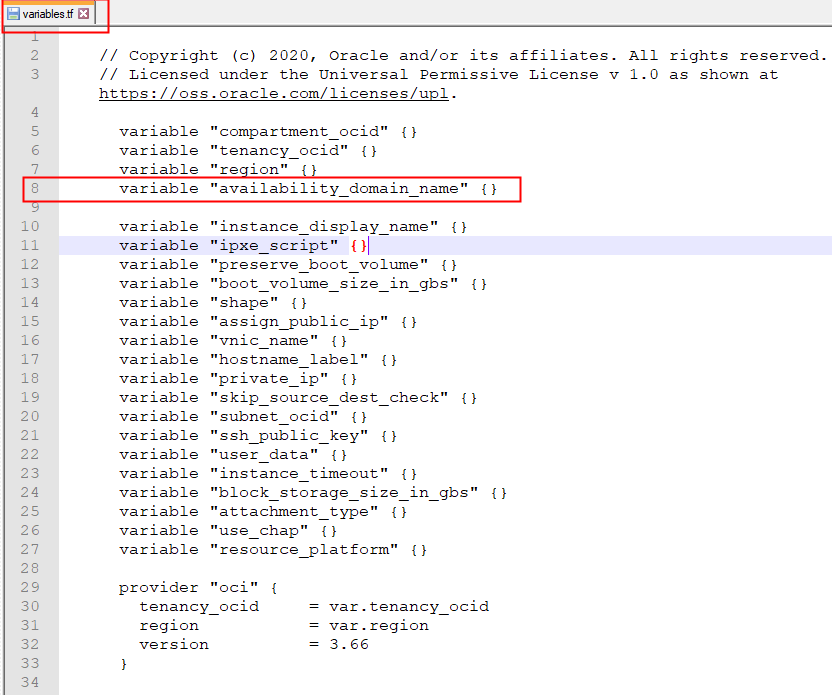 variables.tf
1
2 // Copyright (c) 2020, Oracle and/or its affiliates. All rights reserved.
3 // Licensed under the Universal Permissive License v 1.0 as shown at
https://oss.oracle.com/licenses/upl.
4
5 variable "compartment_ocid" {}
6 variable "tenancy_ocid" {}
7 variable "region" {}
8 variable "availability_domain_name" {}
9
10 variable "instance_display_name" {}
11 variable "ipxe_script" {}
12 variable "preserve_boot_volume" {}
13 variable "boot_volume_size_in_gbs" {}
14 variable "shape" {}
15 variable "assign_public_ip" {}
16 variable "vnic_name" {}
17 variable "hostname_label" {}
18 variable "private_ip" {}
19 variable "skip_source_dest_check" {}
20 variable "subnet_ocid" {}
21 variable "ssh_public_key" {}
22 variable "user_data" {}
23 variable "instance_timeout" {}
24 variable "block_storage_size_in_gbs" {}
25 variable "attachment_type" {}
26 variable "use_chap" {}
27 variable "resource_platform" {}
28
29 provider "oci" {
30 tenancy_ocid = var.tenancy_ocid
31 region = var.region
32 version = 3.66
33 }
34